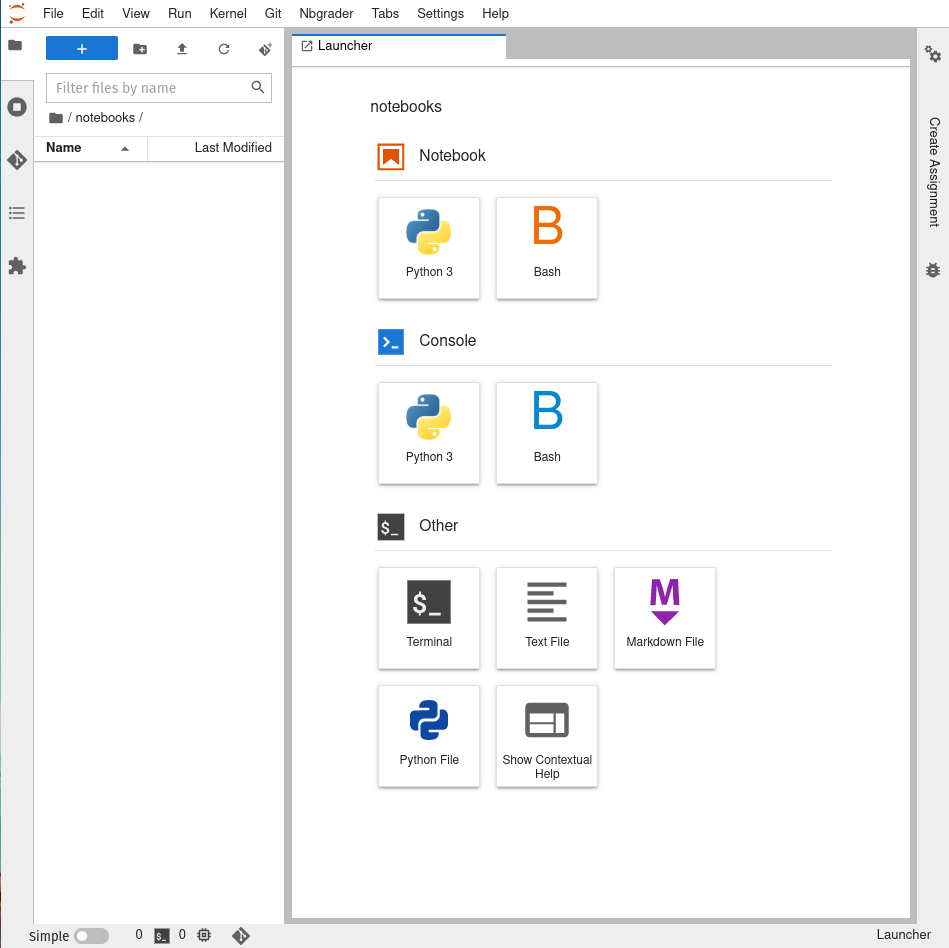 File Edit View Run Kernel Git Nbgrader Tabs Settings Help
+
Filter files by name
/ notebooks /
Name Last Modified
Launcher
notebooks
Notebook
Python 3
B
Bash
Console
Python 3
B
Bash
$_
Other
$_
Terminal
Text File
M
Markdown File
Python File
Show Contextual
Help
Create Assignment
Simple 0 $_ 0
Launcher